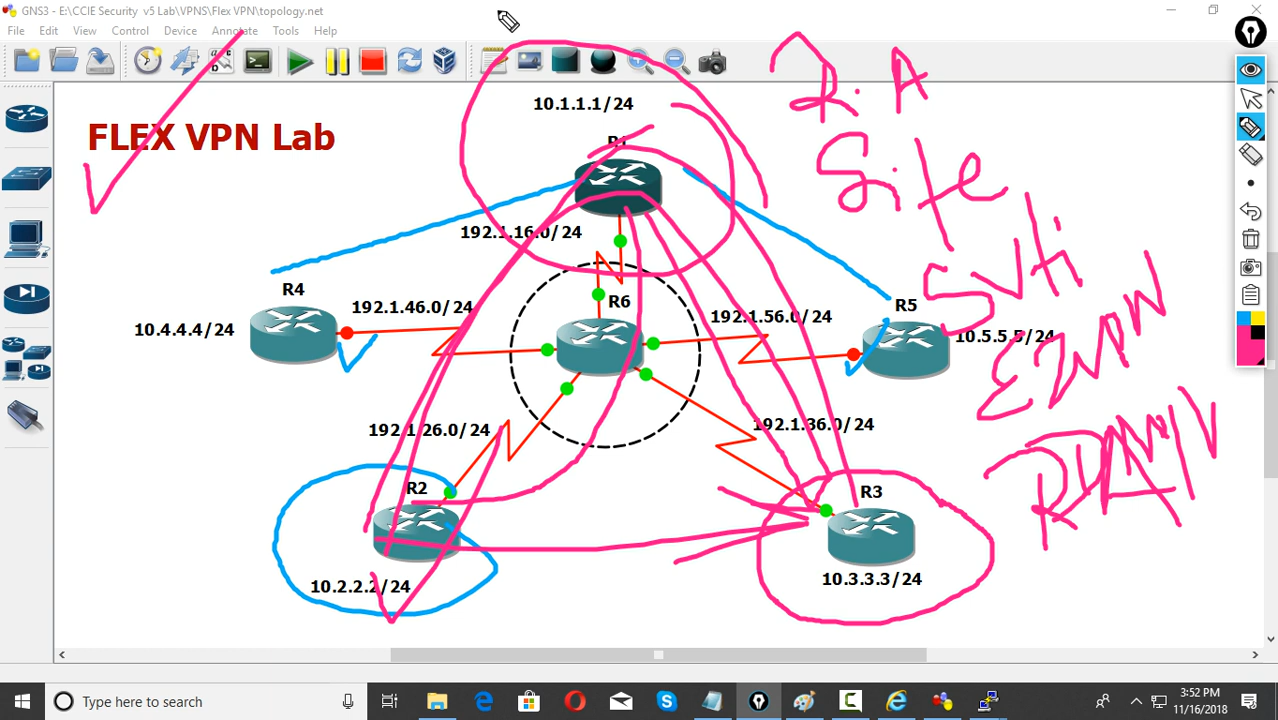 GNS3 - E:\CCIE Security v5 Lab\VPNS\Flex VPN\topology.net
File Edit View Control Device Annotate Tools Help
10.1.1.1/24
FLEX VPN Lab
R1
R.A
Site
192.1.16.0/24
R4
R6
R5
192.1.46.0/24
192.1.56.0/24
10.4.4.4/24
10.5.5.5/24
192.1.26.0/24
192.1.36.0/24
R2
R3
10.2.2.2/24
10.3.3.3/24
Type here to search
3:52 PM
11/16/2018